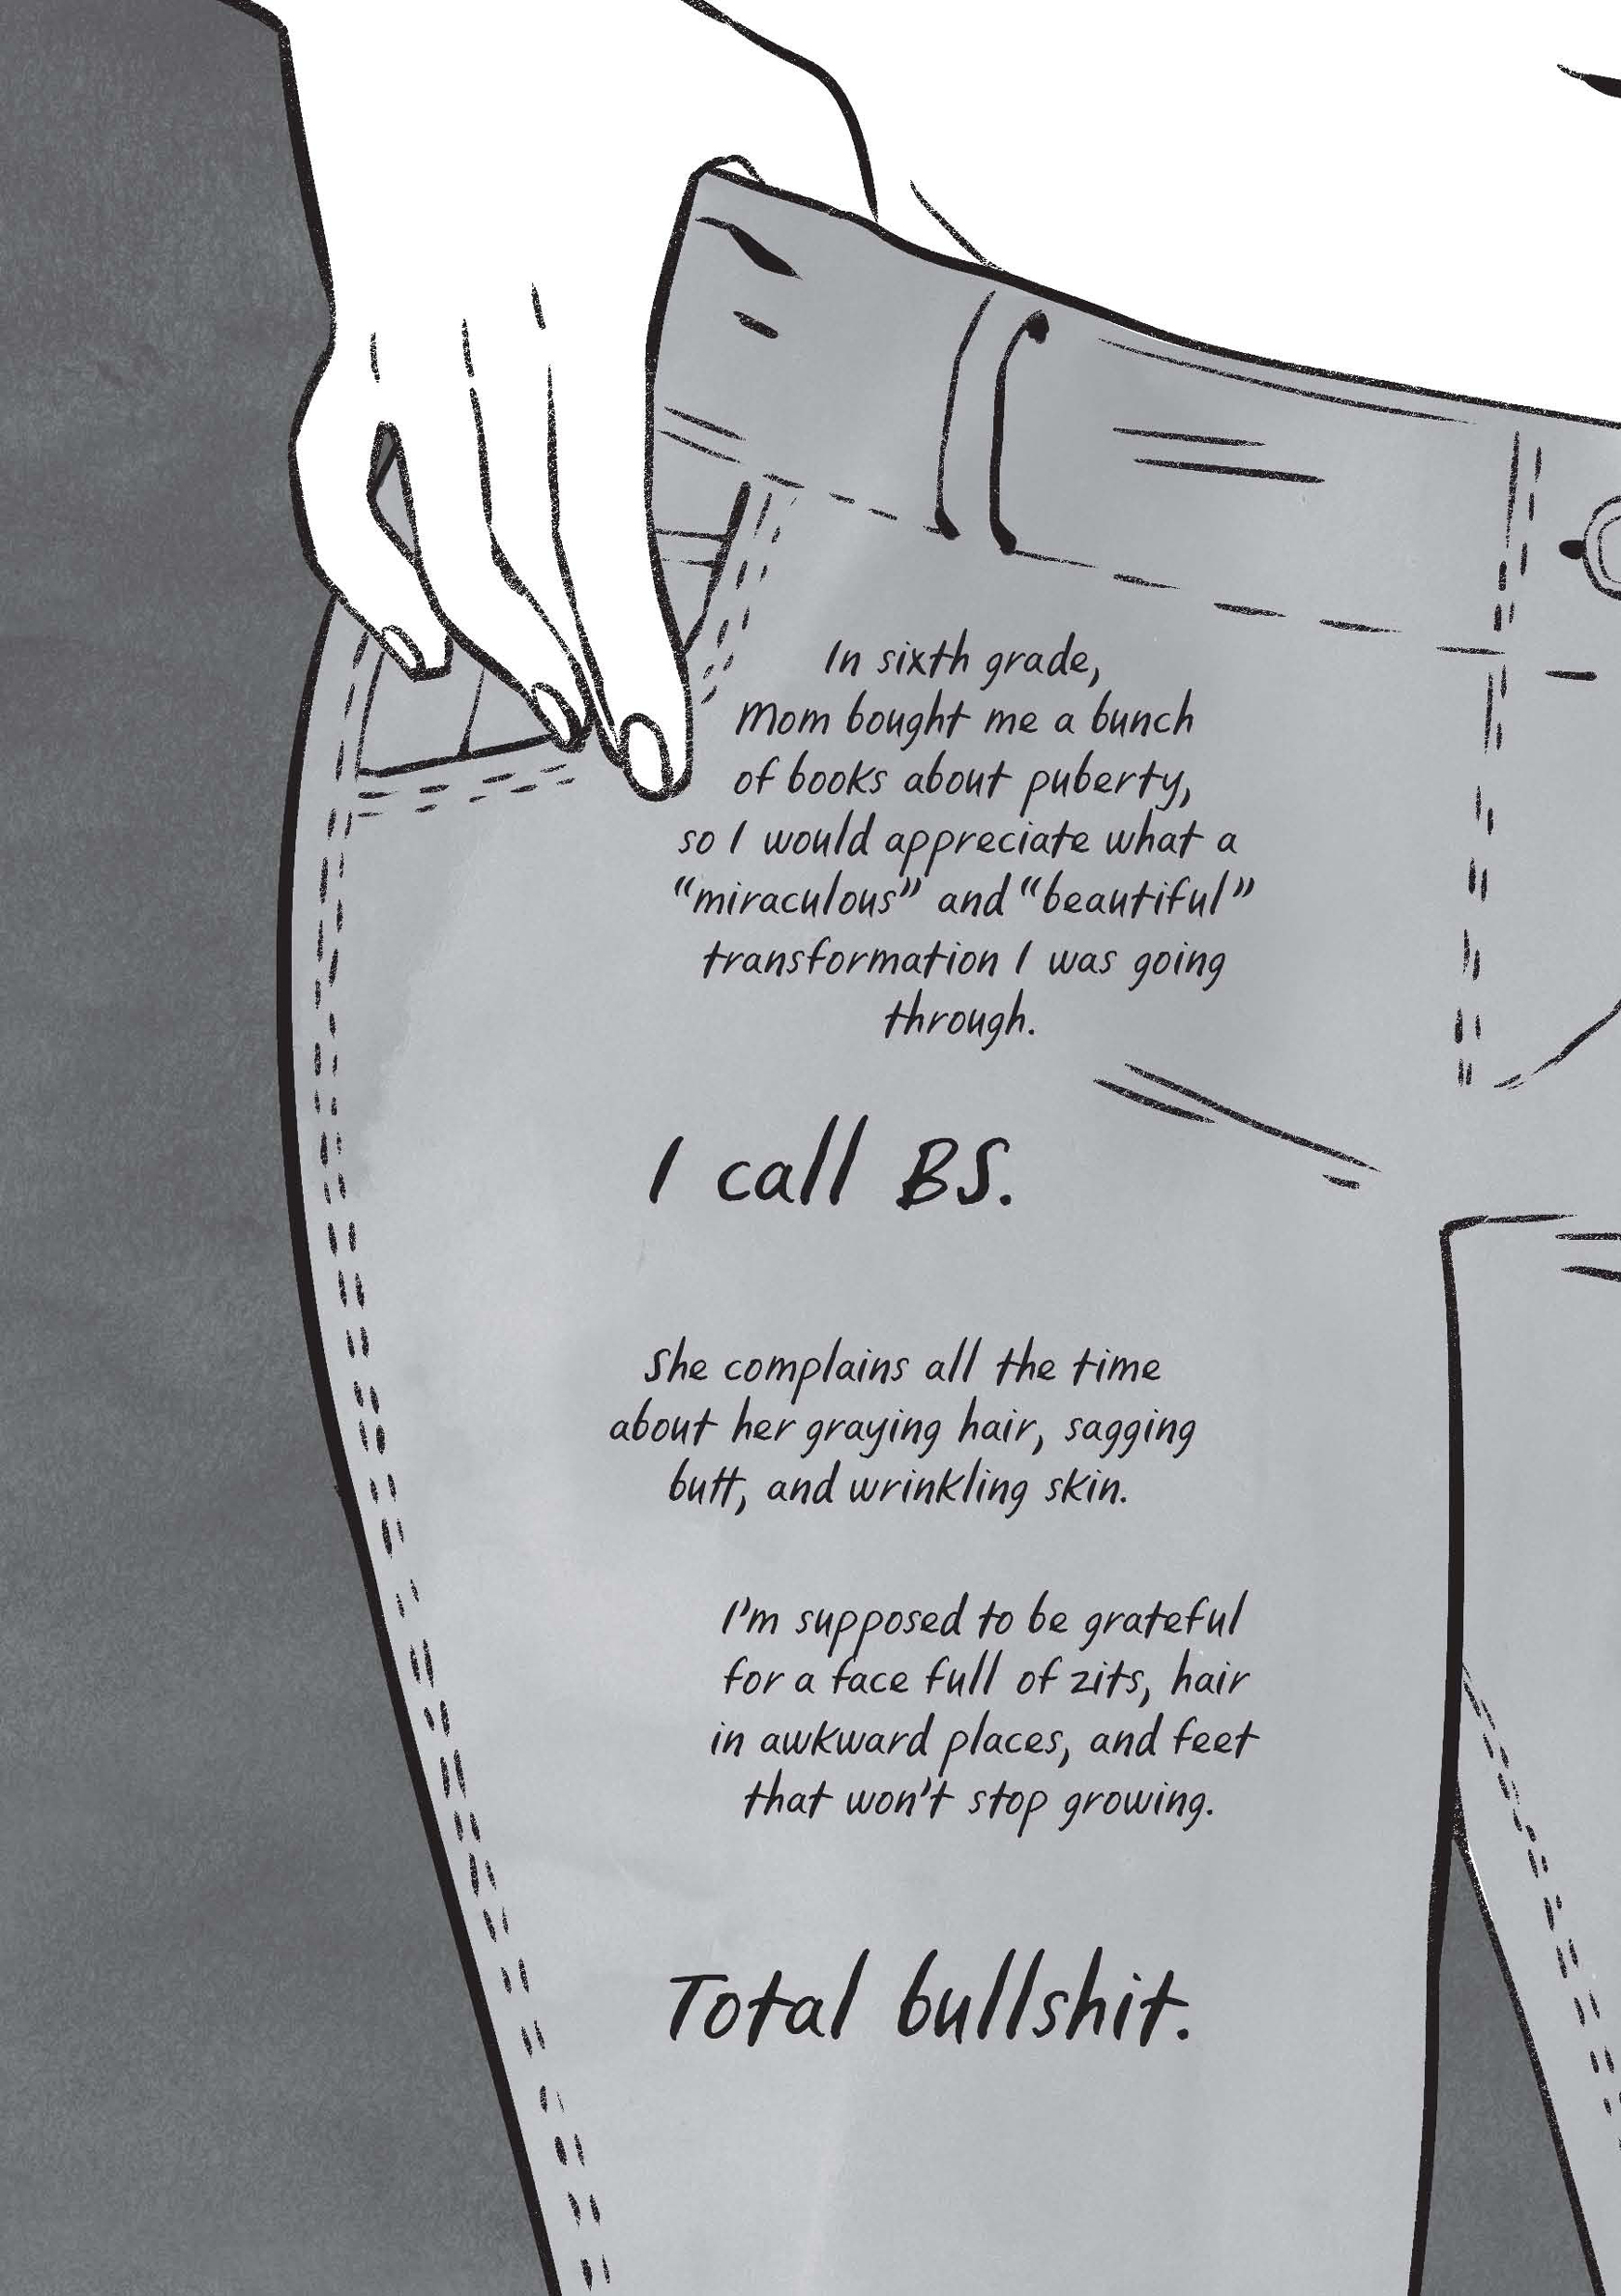 In sixth grade,
Mom bought me a bunch
of books about puberty,
so I would appreciate what a
“miraculous” and “beautiful”
transformation I was going
through.
I call BS.
She complains all the time
about her graying hair, sagging
butt, and wrinkling skin.
I’m supposed to be grateful
for a face full of zits, hair
in awkward places, and feet
that won’t stop growing.
Total bullshit.